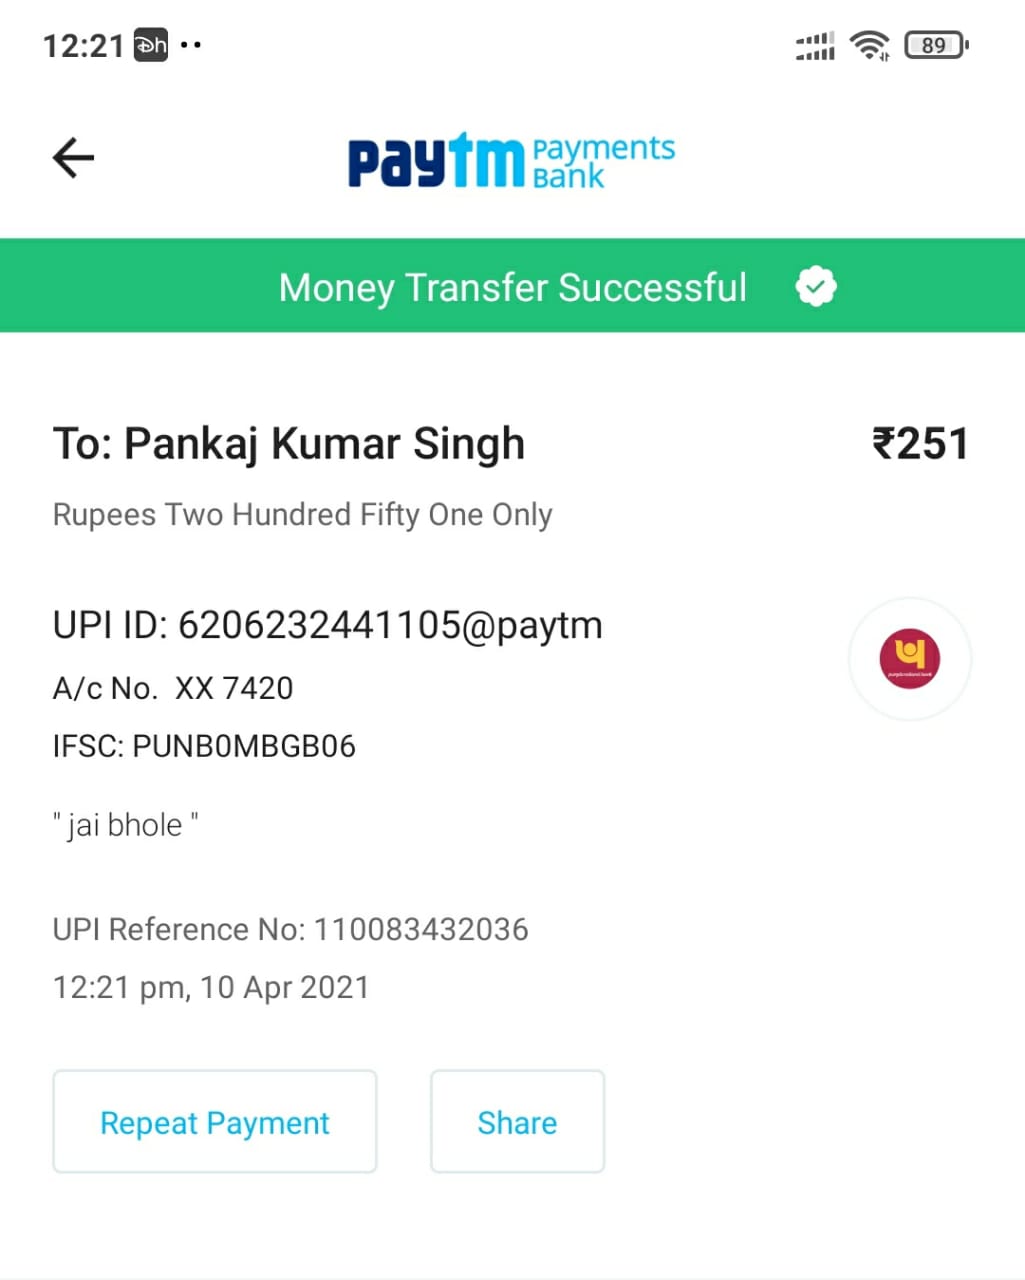 12:21 Dh
89
paytm Payments
Bank
Money Transfer Successful
To: Pankaj Kumar Singh ₹251
Rupees Two Hundred Fifty One Only
UPI ID: 6206232441105@paytm
A/c No. XX 7420
IFSC: PUNB0MBGB06
" jai bhole "
UPI Reference No: 110083432036
12:21 pm, 10 Apr 2021
Repeat Payment Share